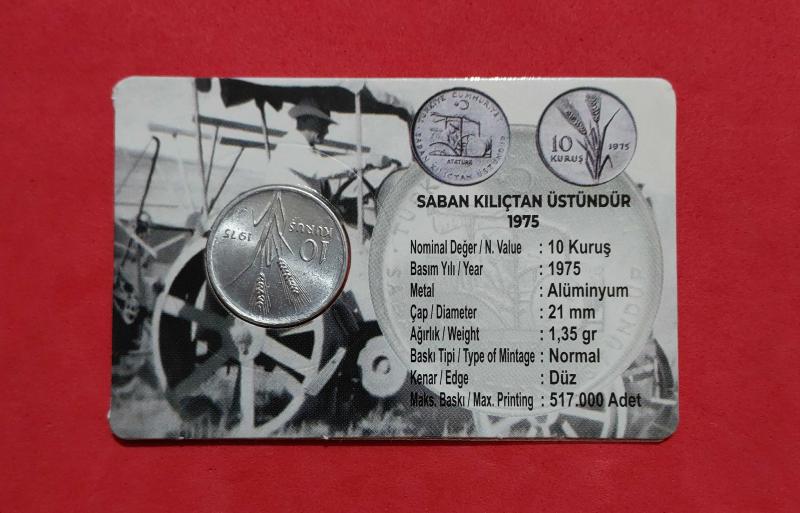 TÜRKİYE CUMHURİYETİ
SABAN KILIÇTAN ÜSTÜNDÜR
ATATÜRK
10
KURUŞ
1975
SABAN KILIÇTAN ÜSTÜNDÜR
1975
Nominal Değer / N. Value : 10 Kuruş
Basım Yılı / Year : 1975
Metal : Alüminyum
Çap / Diameter : 21 mm
Ağırlık / Weight : 1,35 gr
Baskı Tipi / Type of Mintage : Normal
Kenar / Edge : Düz
Maks. Baskı / Max. Printing : 517.000 Adet
10
KURUŞ
1975